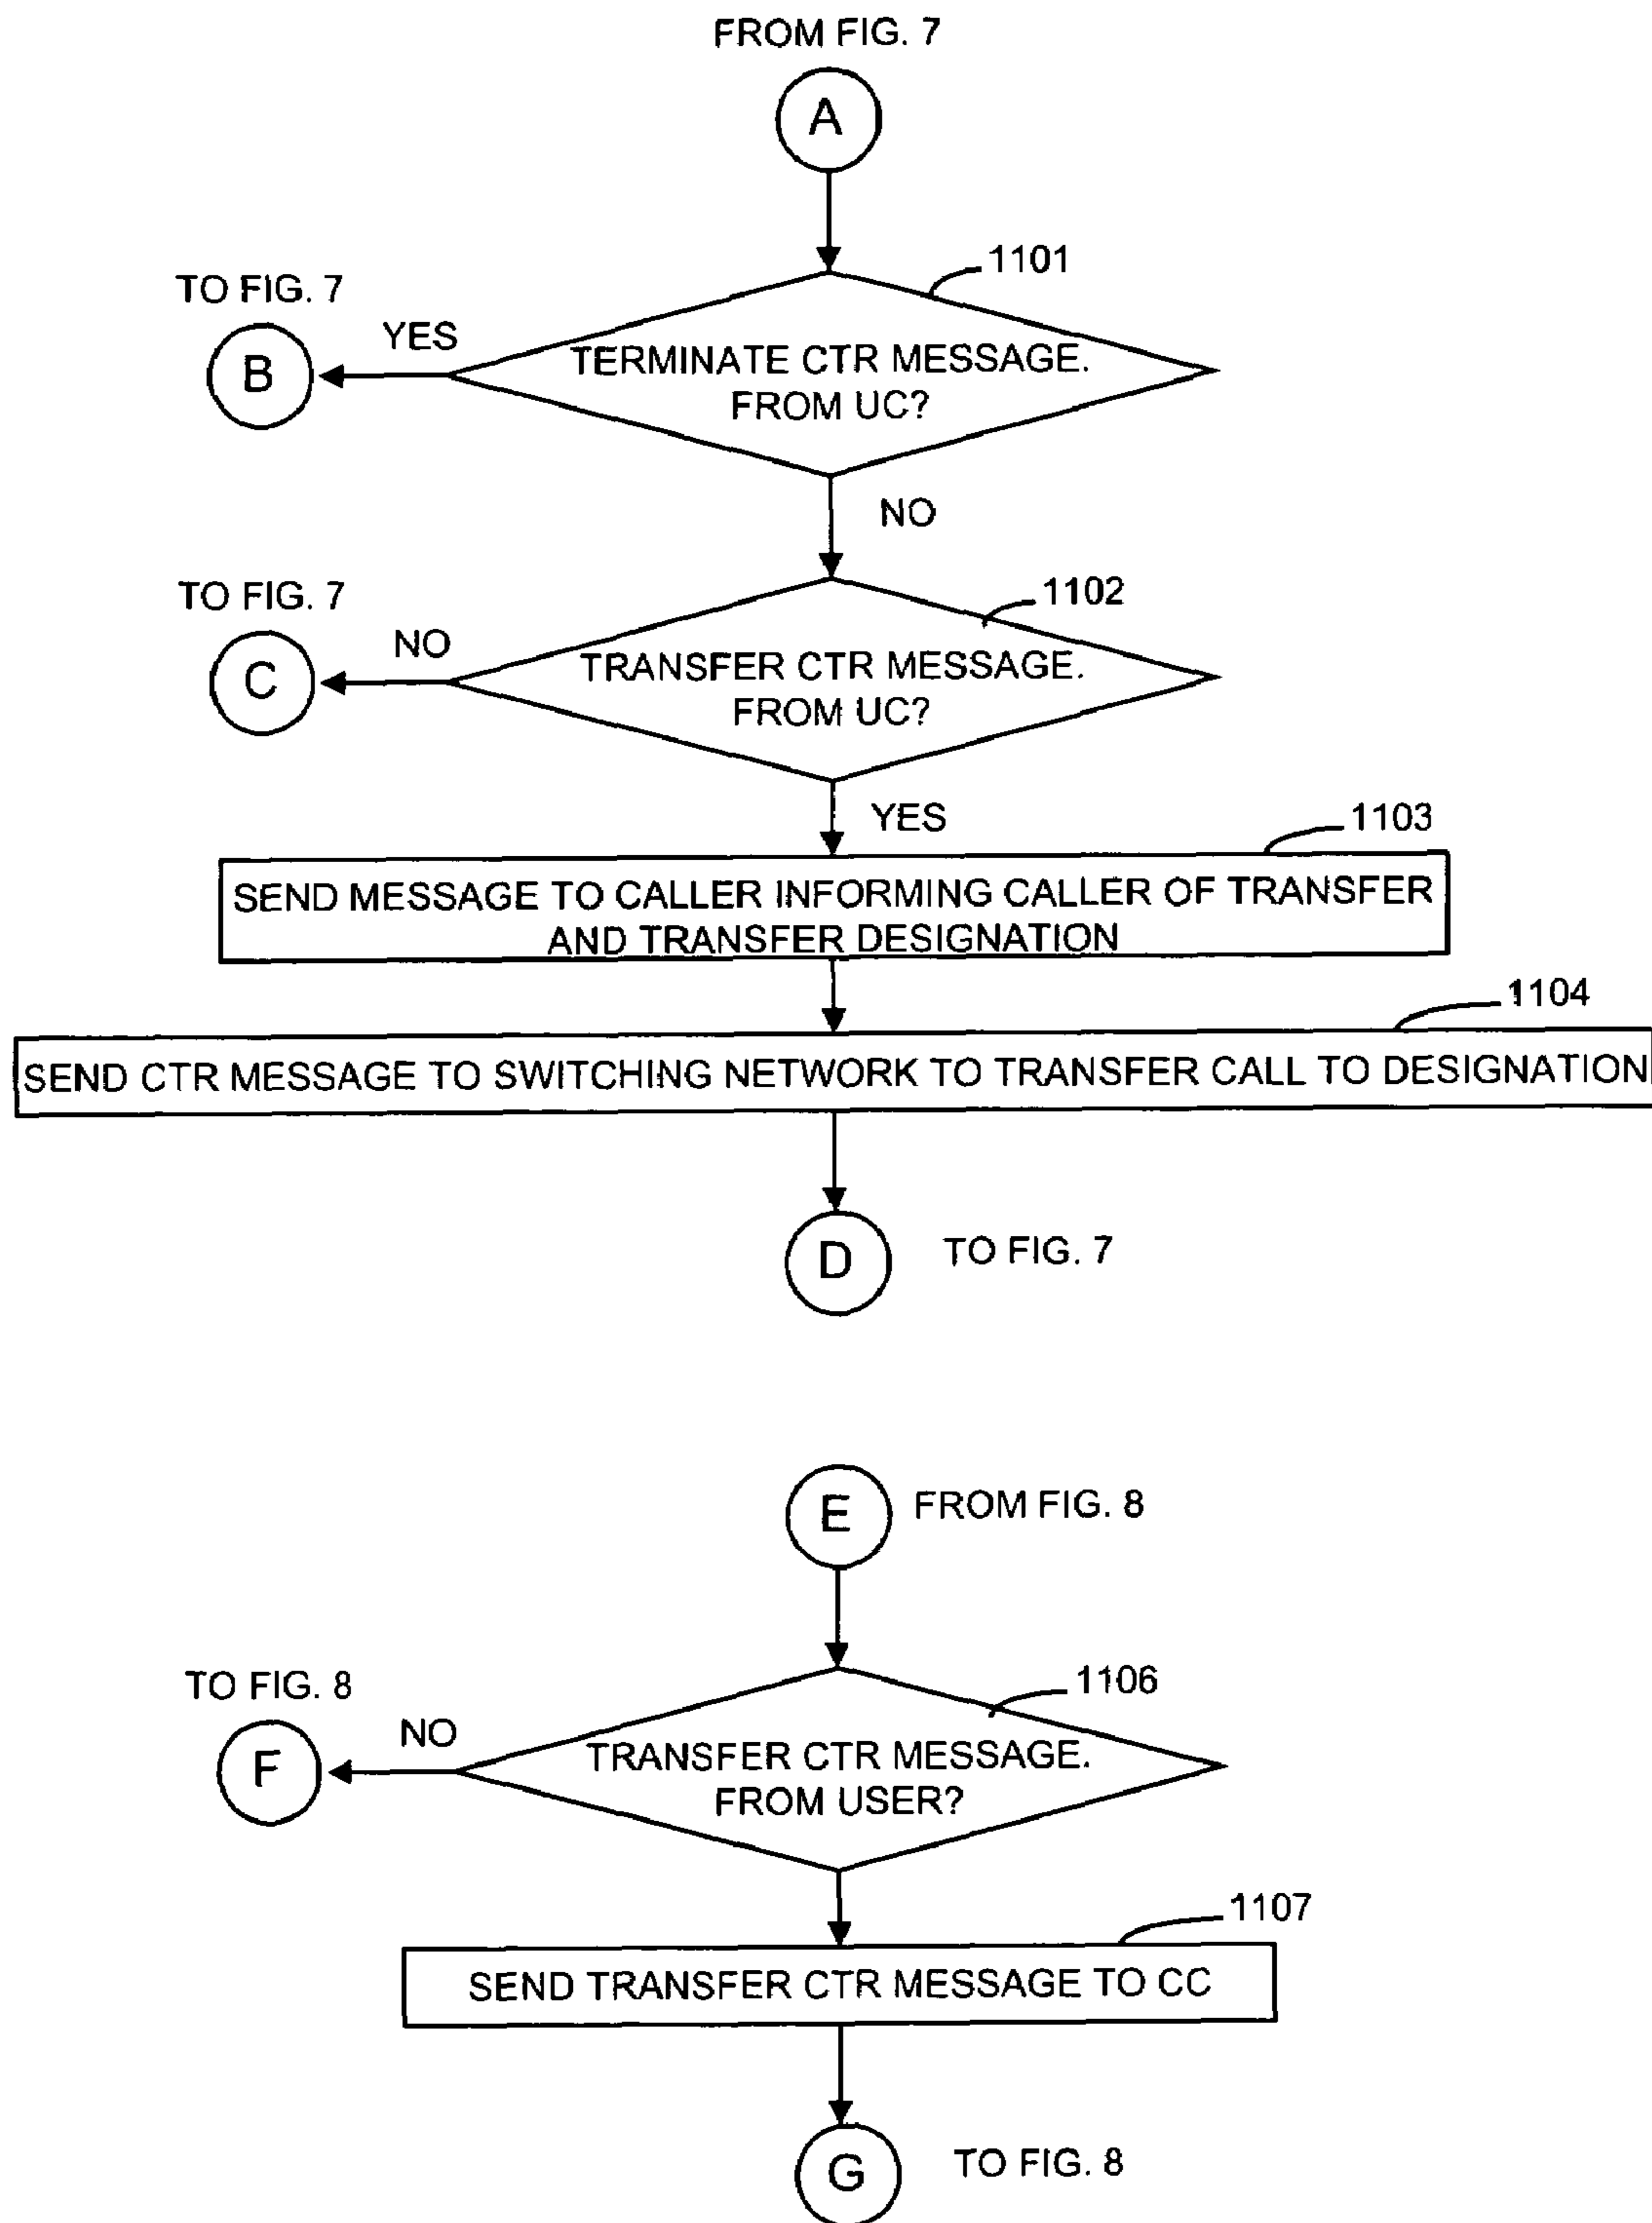 FROM FIG. 7
A
1101
TO FIG. 7
YES
B
TERMINATE CTR MESSAGE.
FROM UC?
NO
TO FIG. 7
1102
NO
C
TRANSFER CTR MESSAGE.
FROM UC?
YES
1103
SEND MESSAGE TO CALLER INFORMING CALLER OF TRANSFER
AND TRANSFER DESIGNATION
1104
SEND CTR MESSAGE TO SWITCHING NETWORK TO TRANSFER CALL TO DESIGNATION
D
TO FIG. 7
E
FROM FIG. 8
TO FIG. 8
1106
NO
F
TRANSFER CTR MESSAGE.
FROM USER?
1107
SEND TRANSFER CTR MESSAGE TO CC
G
TO FIG. 8